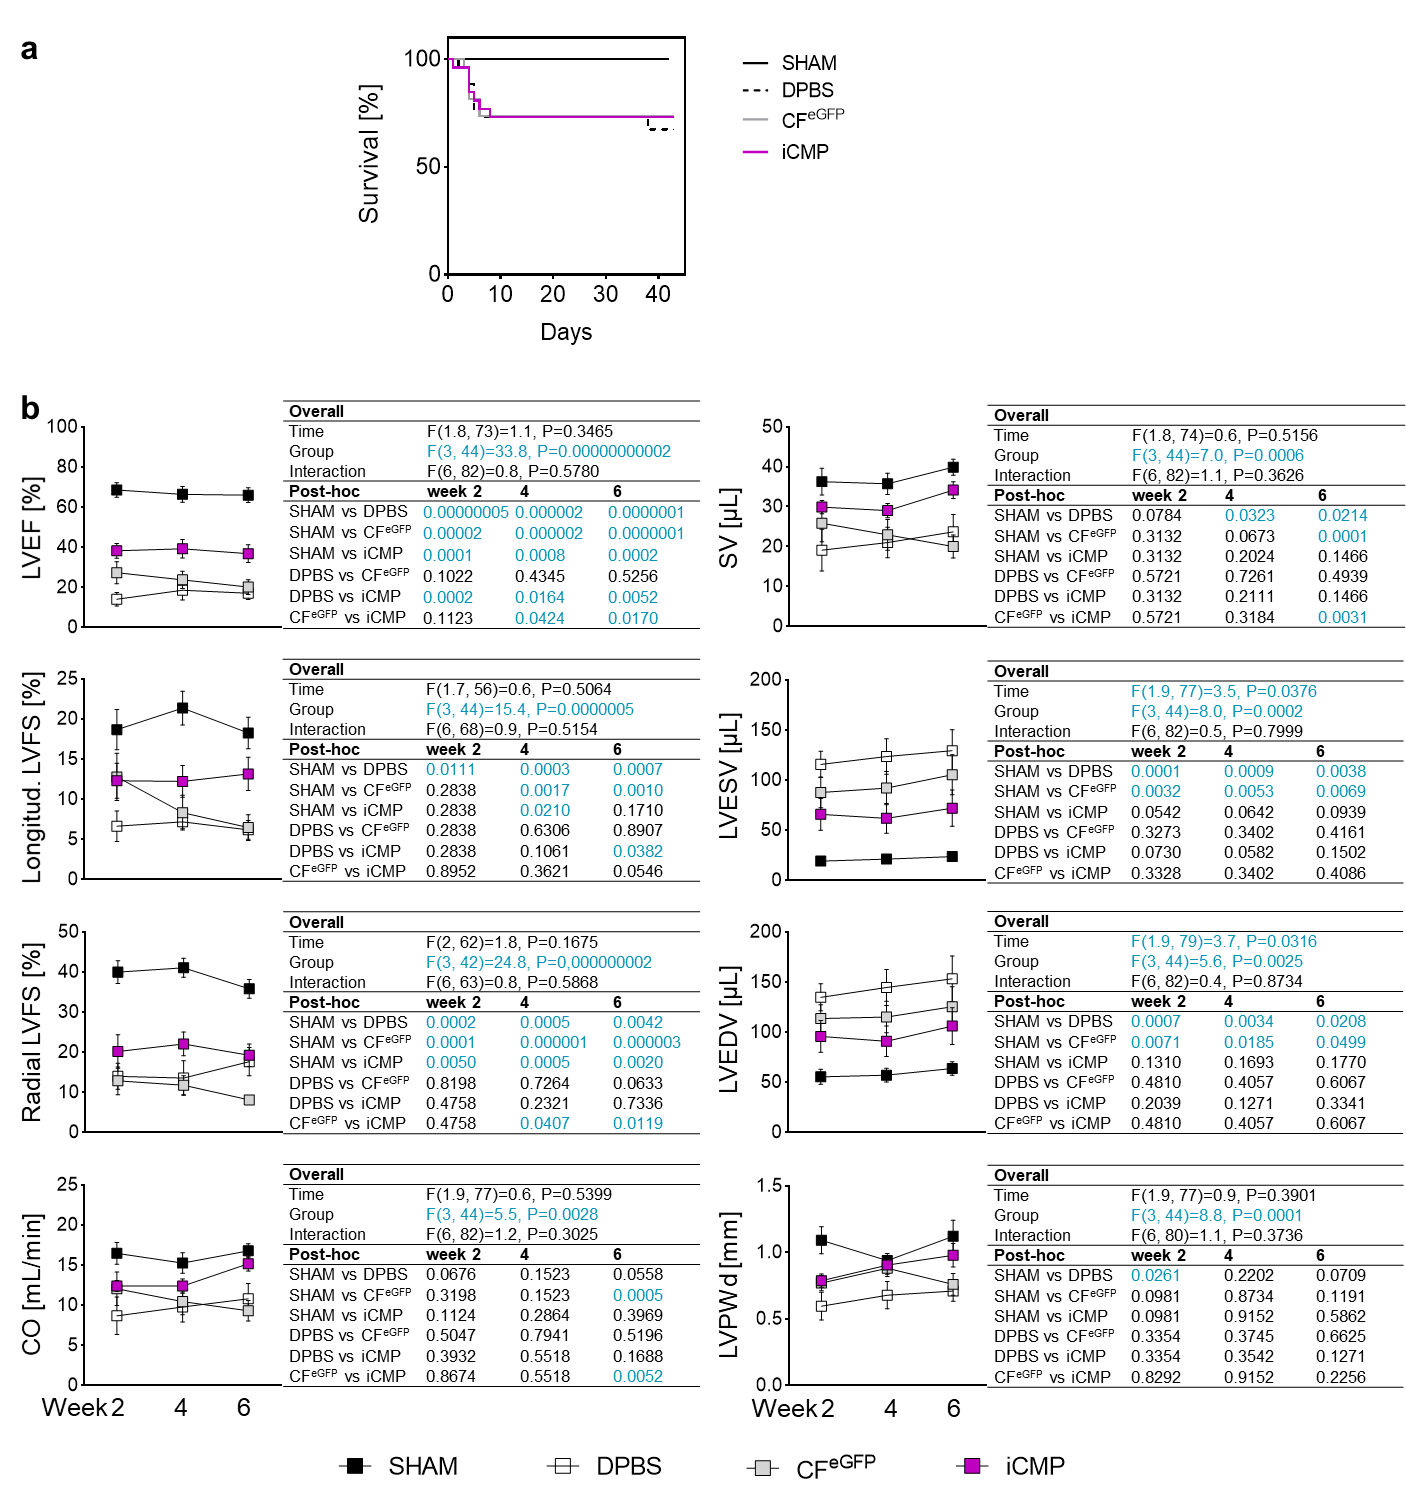 a
Survival [%]
100
50
0
0 10 20 30 40
Days
SHAM
DPBS
CFeGFP
iCMP
b
LVEF [%]
100
80
60
40
20
0
Overall
Time F(1.8, 73)=1.1, P=0.3465
Group F(3, 44)=33.8, P=0.00000000002
Interaction F(6, 82)=0.8, P=0.5780
Post-hoc week 2 4 6
SHAM vs DPBS 0.00000005 0.000002 0.0000001
SHAM vs CFeGFP 0.00002 0.000002 0.0000001
SHAM vs iCMP 0.0001 0.0008 0.0002
DPBS vs CFeGFP 0.1022 0.4345 0.5256
DPBS vs iCMP 0.0002 0.0164 0.0052
CFeGFP vs iCMP 0.1123 0.0424 0.0170
SV [µL]
50
40
30
20
10
0
Overall
Time F(1.8, 74)=0.6, P=0.5156
Group F(3, 44)=7.0, P=0.0006
Interaction F(6, 82)=1.1, P=0.3626
Post-hoc week 2 4 6
SHAM vs DPBS 0.0784 0.0323 0.0214
SHAM vs CFeGFP 0.3132 0.0673 0.0001
SHAM vs iCMP 0.3132 0.2024 0.1466
DPBS vs CFeGFP 0.5721 0.7261 0.4939
DPBS vs iCMP 0.3132 0.2111 0.1466
CFeGFP vs iCMP 0.5721 0.3184 0.0031
Longitud. LVFS [%]
25
20
15
10
5
0
Overall
Time F(1.7, 56)=0.6, P=0.5064
Group F(3, 44)=15.4, P=0.0000005
Interaction F(6, 68)=0.9, P=0.5154
Post-hoc week 2 4 6
SHAM vs DPBS 0.0111 0.0003 0.0007
SHAM vs CFeGFP 0.2838 0.0017 0.0010
SHAM vs iCMP 0.2838 0.0210 0.1710
DPBS vs CFeGFP 0.2838 0.6306 0.8907
DPBS vs iCMP 0.2838 0.1061 0.0382
CFeGFP vs iCMP 0.8952 0.3621 0.0546
LVESV [µL]
200
150
100
50
0
Overall
Time F(1.9, 77)=3.5, P=0.0376
Group F(3, 44)=8.0, P=0.0002
Interaction F(6, 82)=0.5, P=0.7999
Post-hoc week 2 4 6
SHAM vs DPBS 0.0001 0.0009 0.0038
SHAM vs CFeGFP 0.0032 0.0053 0.0069
SHAM vs iCMP 0.0542 0.0642 0.0939
DPBS vs CFeGFP 0.3273 0.3402 0.4161
DPBS vs iCMP 0.0730 0.0582 0.1502
CFeGFP vs iCMP 0.3328 0.3402 0.4086
Radial LVFS [%]
50
40
30
20
10
0
Overall
Time F(2, 62)=1.8, P=0.1675
Group F(3, 42)=24.8, P=0,000000002
Interaction F(6, 63)=0.8, P=0.5868
Post-hoc week 2 4 6
SHAM vs DPBS 0.0002 0.0005 0.0042
SHAM vs CFeGFP 0.0001 0.000001 0.000003
SHAM vs iCMP 0.0050 0.0005 0.0020
DPBS vs CFeGFP 0.8198 0.7264 0.0633
DPBS vs iCMP 0.4758 0.2321 0.7336
CFeGFP vs iCMP 0.4758 0.0407 0.0119
LVEDV [µL]
200
150
100
50
0
Overall
Time F(1.9, 79)=3.7, P=0.0316
Group F(3, 44)=5.6, P=0.0025
Interaction F(6, 82)=0.4, P=0.8734
Post-hoc week 2 4 6
SHAM vs DPBS 0.0007 0.0034 0.0208
SHAM vs CFeGFP 0.0071 0.0185 0.0499
SHAM vs iCMP 0.1310 0.1693 0.1770
DPBS vs CFeGFP 0.4810 0.4057 0.6067
DPBS vs iCMP 0.2039 0.1271 0.3341
CFeGFP vs iCMP 0.4810 0.4057 0.6067
CO [mL/min]
25
20
15
10
5
0
Week 2 4 6
Overall
Time F(1.9, 77)=0.6, P=0.5399
Group F(3, 44)=5.5, P=0.0028
Interaction F(6, 82)=1.2, P=0.3025
Post-hoc week 2 4 6
SHAM vs DPBS 0.0676 0.1523 0.0558
SHAM vs CFeGFP 0.3198 0.1523 0.0005
SHAM vs iCMP 0.1124 0.2864 0.3969
DPBS vs CFeGFP 0.5047 0.7941 0.5196
DPBS vs iCMP 0.3932 0.5518 0.1688
CFeGFP vs iCMP 0.8674 0.5518 0.0052
LVPWd [mm]
1.5
1.0
0.5
0.0
Week 2 4 6
Overall
Time F(1.9, 77)=0.9, P=0.3901
Group F(3, 44)=8.8, P=0.0001
Interaction F(6, 80)=1.1, P=0.3736
Post-hoc week 2 4 6
SHAM vs DPBS 0.0261 0.2202 0.0709
SHAM vs CFeGFP 0.0981 0.8734 0.1191
SHAM vs iCMP 0.0981 0.9152 0.5862
DPBS vs CFeGFP 0.3354 0.3745 0.6625
DPBS vs iCMP 0.3354 0.3542 0.1271
CFeGFP vs iCMP 0.8292 0.9152 0.2256
SHAM DPBS CFeGFP iCMP